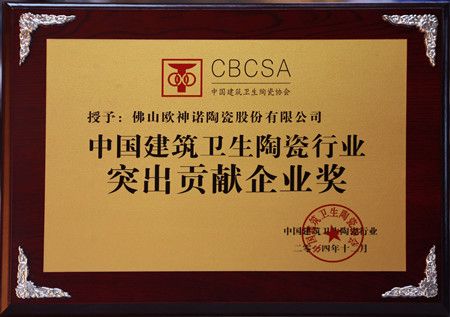 CBCSA
中国建筑卫生陶瓷协会
授予：佛山欧神诺陶瓷股份有限公司
中国建筑卫生陶瓷行业
突出贡献企业奖
中国建筑卫生陶瓷行业
二〇一四年十一月